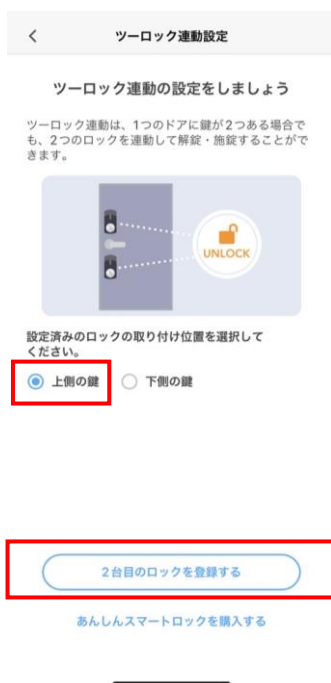 ツーロック連動設定
ツーロック連動の設定をしましょう
ツーロック連動は、1つのドアに鍵が2つある場合で
も、2つのロックを連動して解錠・施錠することがで
きます。
UNLOCK
設定済みのロックの取り付け位置を選択して
ください。
上側の鍵 下側の鍵
2台目のロックを登録する
あんしんスマートロックを購入する